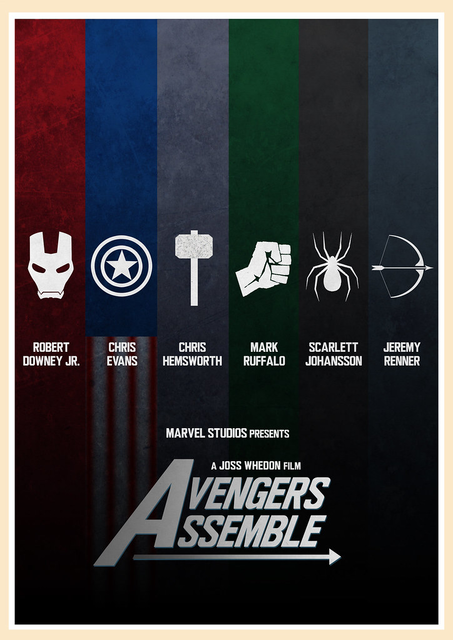 ROBERT
DOWNEY JR.
CHRIS
EVANS
CHRIS
HEMSWORTH
MARK
RUFFALO
SCARLETT
JOHANSSON
JEREMY
RENNER
MARVEL STUDIOS PRESENTS
A JOSS WHEDON FILM
AVENGERS
ASSEMBLE